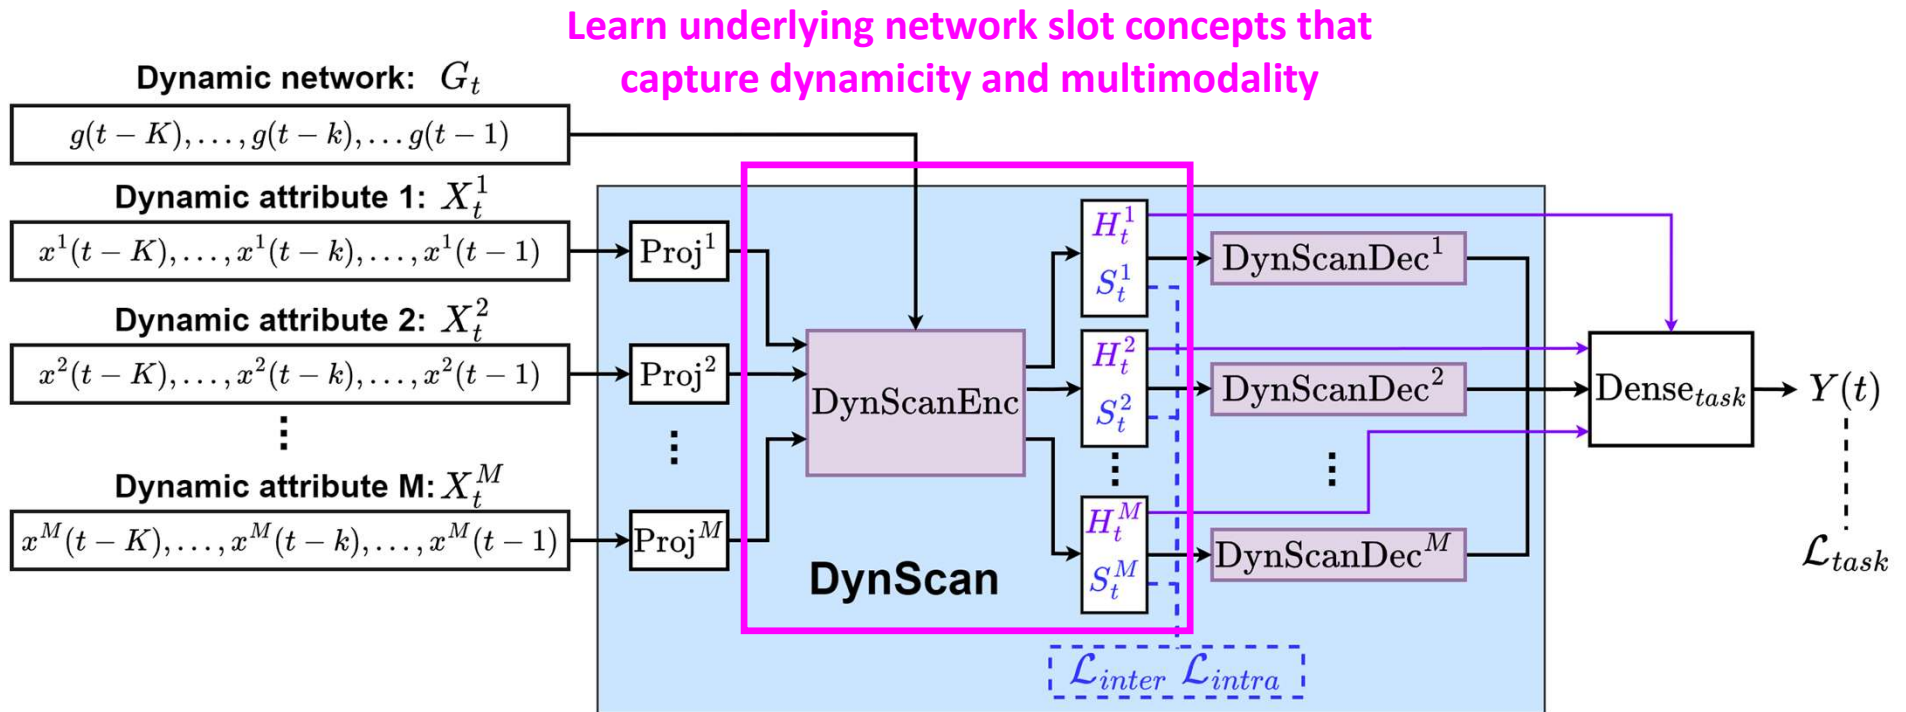 Learn underlying network slot concepts that
capture dynamicity and multimodality
Dynamic network: G_t
g(t − K), . . . , g(t − k), . . . g(t − 1)
Dynamic attribute 1: X_t^1
x^1(t − K), . . . , x^1(t − k), . . . , x^1(t − 1)
Proj^1
Dynamic attribute 2: X_t^2
x^2(t − K), . . . , x^2(t − k), . . . , x^2(t − 1)
Proj^2
⋮
⋮
Dynamic attribute M: X_t^M
x^M(t − K), . . . , x^M(t − k), . . . , x^M(t − 1)
Proj^M
DynScanEnc
DynScan
H_t^1
S_t^1
H_t^2
S_t^2
⋮
H_t^M
S_t^M
DynScanDec^1
DynScanDec^2
⋮
DynScanDec^M
ℒ_inter ℒ_intra
Dense_task
Y(t)
ℒ_task